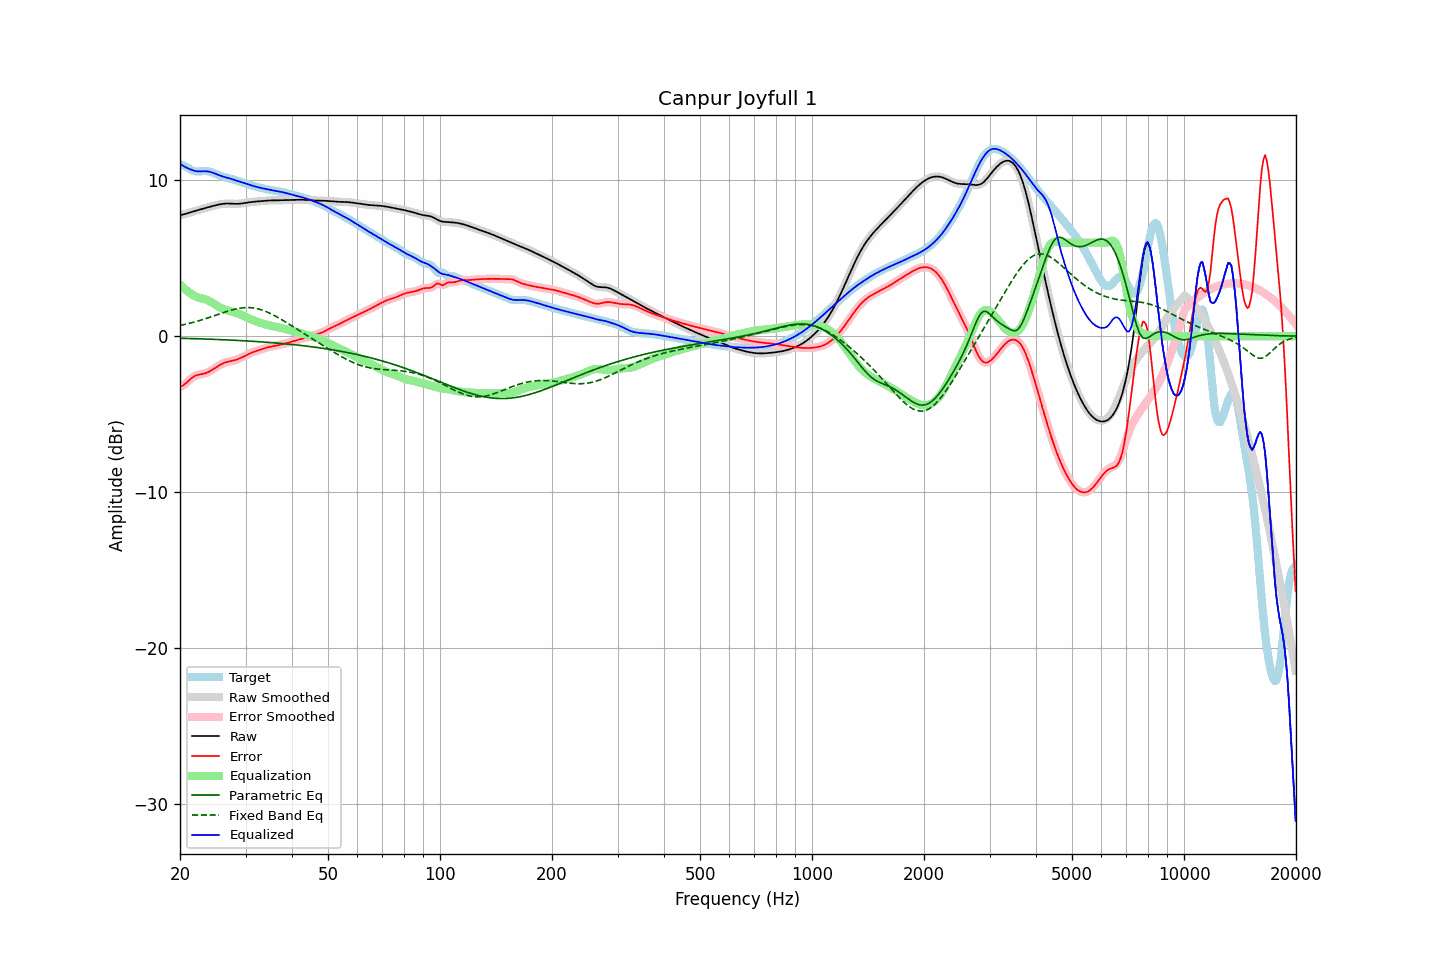 Canpur Joyfull 1
Amplitude (dBr)
10
0
−10
−20
−30
Target
Raw Smoothed
Error Smoothed
Raw
Error
Equalization
Parametric Eq
Fixed Band Eq
Equalized
20 50 100 200 500 1000 2000 5000 10000 20000
Frequency (Hz)